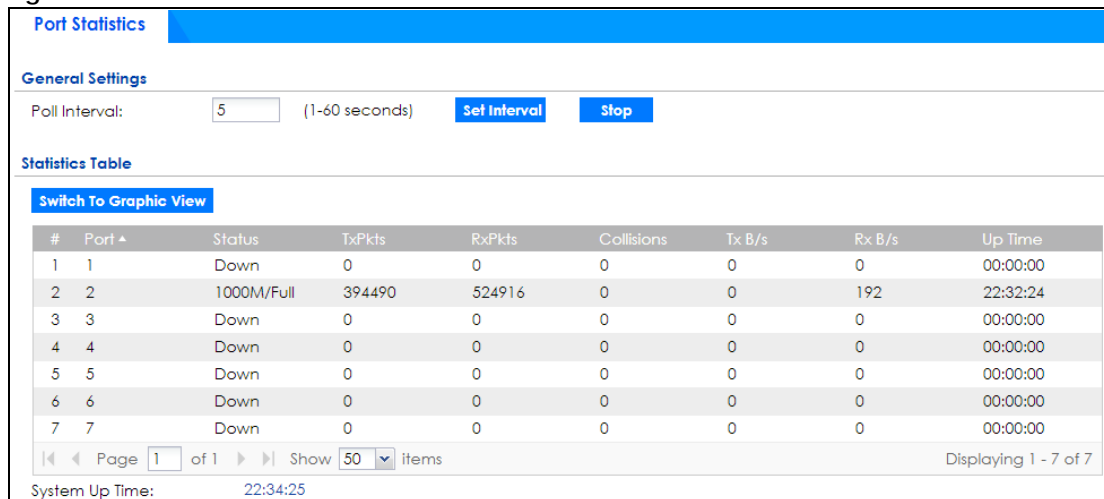 Port Statistics
General Settings
Poll Interval: 5 (1-60 seconds) Set Interval Stop
Statistics Table
Switch To Graphic View
# Port Status TxPkts RxPkts Collisions Tx B/s Rx B/s Up Time
1 1 Down 0 0 0 0 0 00:00:00
2 2 1000M/Full 394490 524916 0 0 192 22:32:24
3 3 Down 0 0 0 0 0 00:00:00
4 4 Down 0 0 0 0 0 00:00:00
5 5 Down 0 0 0 0 0 00:00:00
6 6 Down 0 0 0 0 0 00:00:00
7 7 Down 0 0 0 0 0 00:00:00
Page 1 of 1 Show 50 items Displaying 1 - 7 of 7
System Up Time: 22:34:25